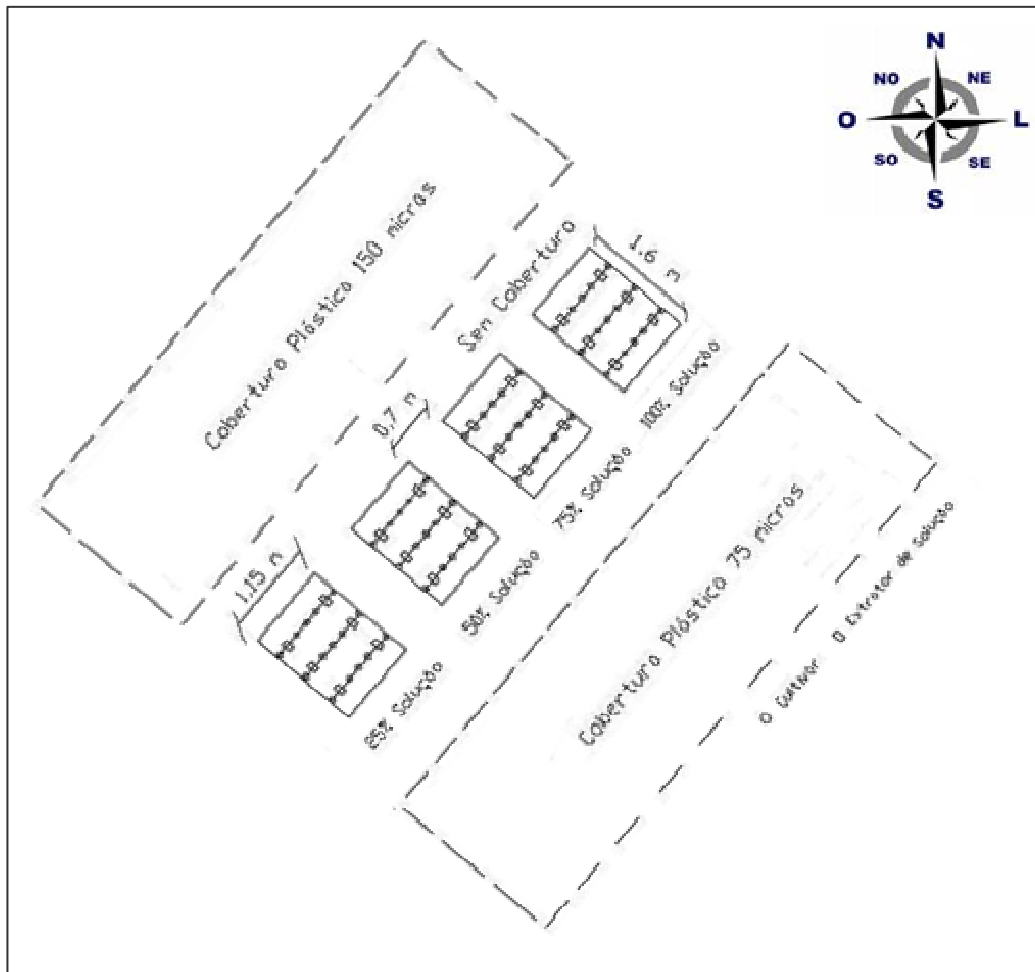 N
NO
NE
O
L
SO
SE
S
Coberturo Plástico 150 micros
Sen Coberturo
1.6 m
100% Solução
0,7 m
75% Solução
50% Solução
1.15 m
25% Solução
Coberturo Plástico 75 micros
O Extrator de solução